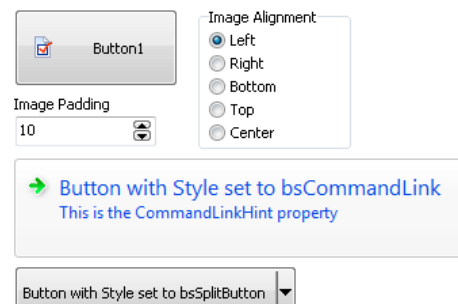 Button1
Image Alignment
Left
Right
Bottom
Top
Center
Image Padding
10
Button with Style set to bsCommandLink
This is the CommandLinkHint property
Button with Style set to bsSplitButton